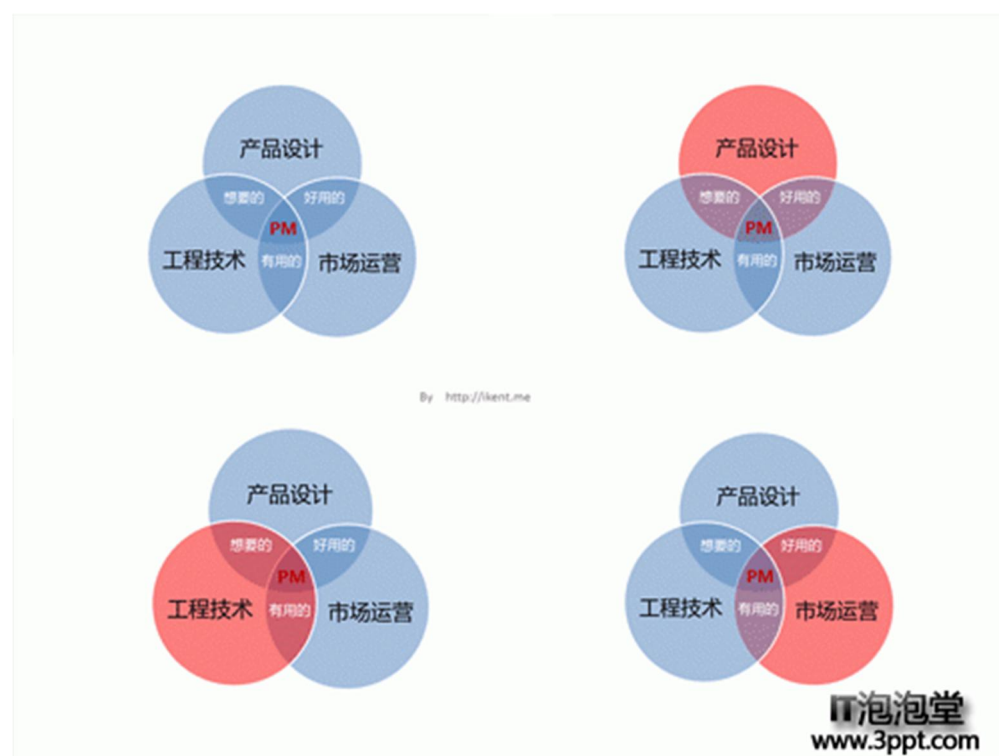 产品设计
想要的 好用的
PM
工程技术 有用的 市场运营
产品设计
想要的 好用的
PM
工程技术 有用的 市场运营
By http://ikent.me
产品设计
想要的 好用的
PM
工程技术 有用的 市场运营
产品设计
想要的 好用的
PM
工程技术 有用的 市场运营
IT泡泡堂
www.3ppt.com